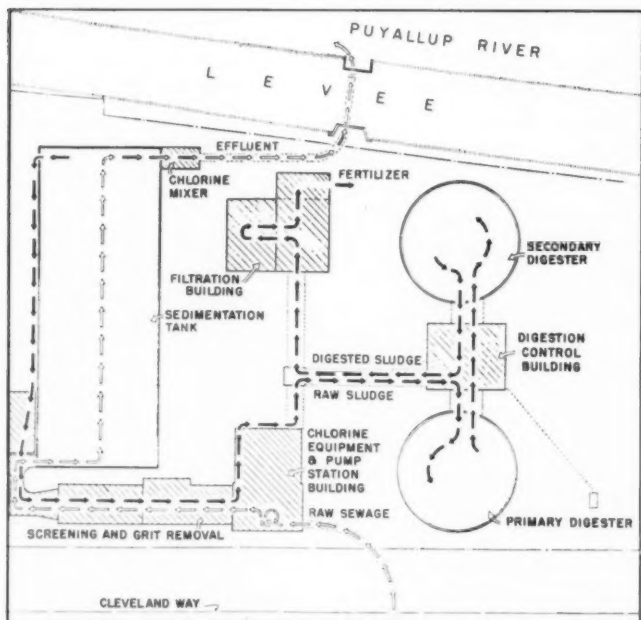 PUYALLUP RIVER
LEVEE
EFFLUENT
CHLORINE
MIXER
FERTILIZER
SECONDARY
DIGESTER
FILTRATION
BUILDING
SEDIMENTATION
TANK
DIGESTED SLUDGE
RAW SLUDGE
DIGESTION
CONTROL
BUILDING
CHLORINE
EQUIPMENT
& PUMP
STATION
BUILDING
RAW SEWAGE
PRIMARY DIGESTER
SCREENING AND GRIT REMOVAL
CLEVELAND WAY